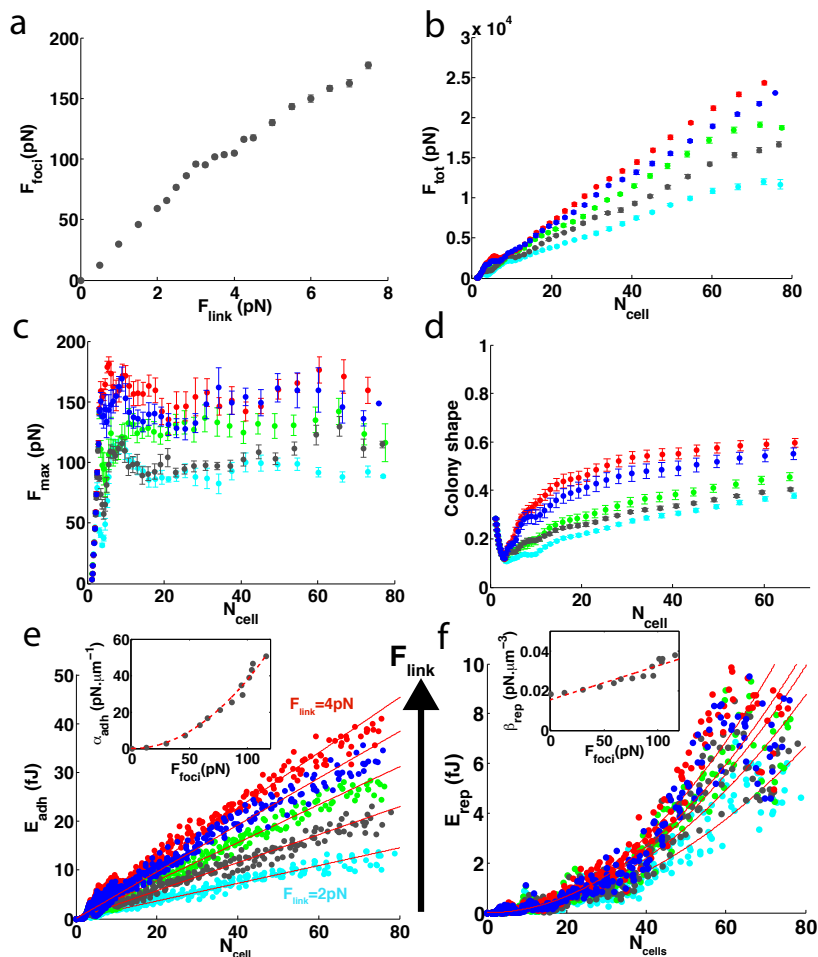 a
200
150
100
50
0
0
2
4
6
8
F_foci (pN)
F_link (pN)
b
3 x 10^4
2.5
2
1.5
1
0.5
0
0
20
40
60
80
F_tot (pN)
N_cell
c
200
150
100
50
0
0
20
40
60
80
F_max (pN)
N_cell
d
1
0.8
0.6
0.4
0.2
0
0
20
40
60
Colony shape
N_cell
e
50
40
30
20
10
0
0
20
40
60
80
E_adh (fJ)
N_cell
60
40
20
0
0
50
100
α_adh (pN.μm^−1)
F_foci(pN)
F_link=4pN
F_link=2pN
F_link
f
10
8
6
4
2
0
0
20
40
60
80
E_rep (fJ)
N_cells
0.04
0.02
0
0
50
100
β_rep (pN.μm^−3)
F_foci(pN)